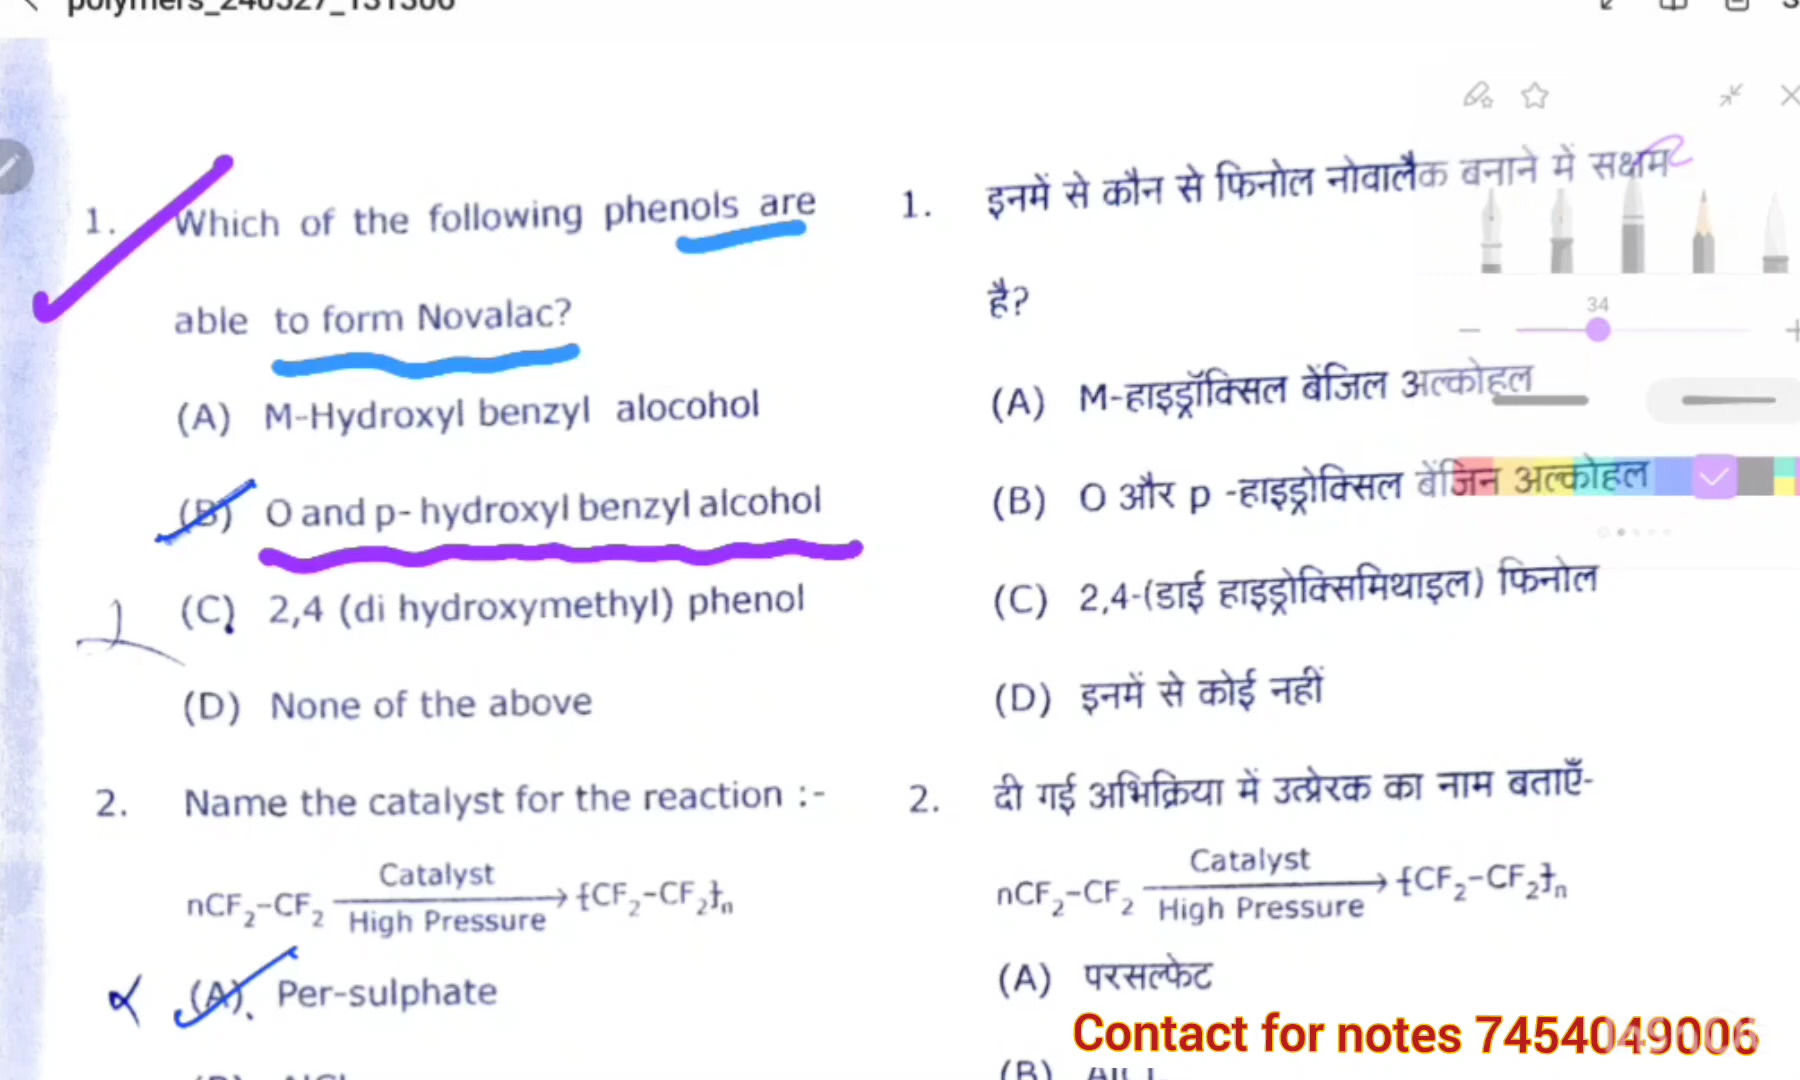 polymers_240527_131306
1. Which of the following phenols are
able to form Novalac?
(A) M-Hydroxyl benzyl alocohol
(B) O and p- hydroxyl benzyl alcohol
(C) 2,4 (di hydroxymethyl) phenol
(D) None of the above
2. Name the catalyst for the reaction :-
nCF2-CF2 Catalyst High Pressure → {CF2-CF2}n
(A) Per-sulphate
1. इनमें से कौन से फिनोल नोवालैक बनाने में सक्षम
है?
(A) M-हाइड्रॉक्सिल बेंजिल अल्कोहल
(B) O और p -हाइड्रोक्सिल बेंजिन अल्कोहल
(C) 2,4-(डाई हाइड्रोक्सिमिथाइल) फिनोल
(D) इनमें से कोई नहीं
2. दी गई अभिक्रिया में उत्प्रेरक का नाम बताएँ-
nCF2-CF2 Catalyst High Pressure → {CF2-CF2}n
(A) परसल्फेट
(B)
34
Contact for notes 7454049006